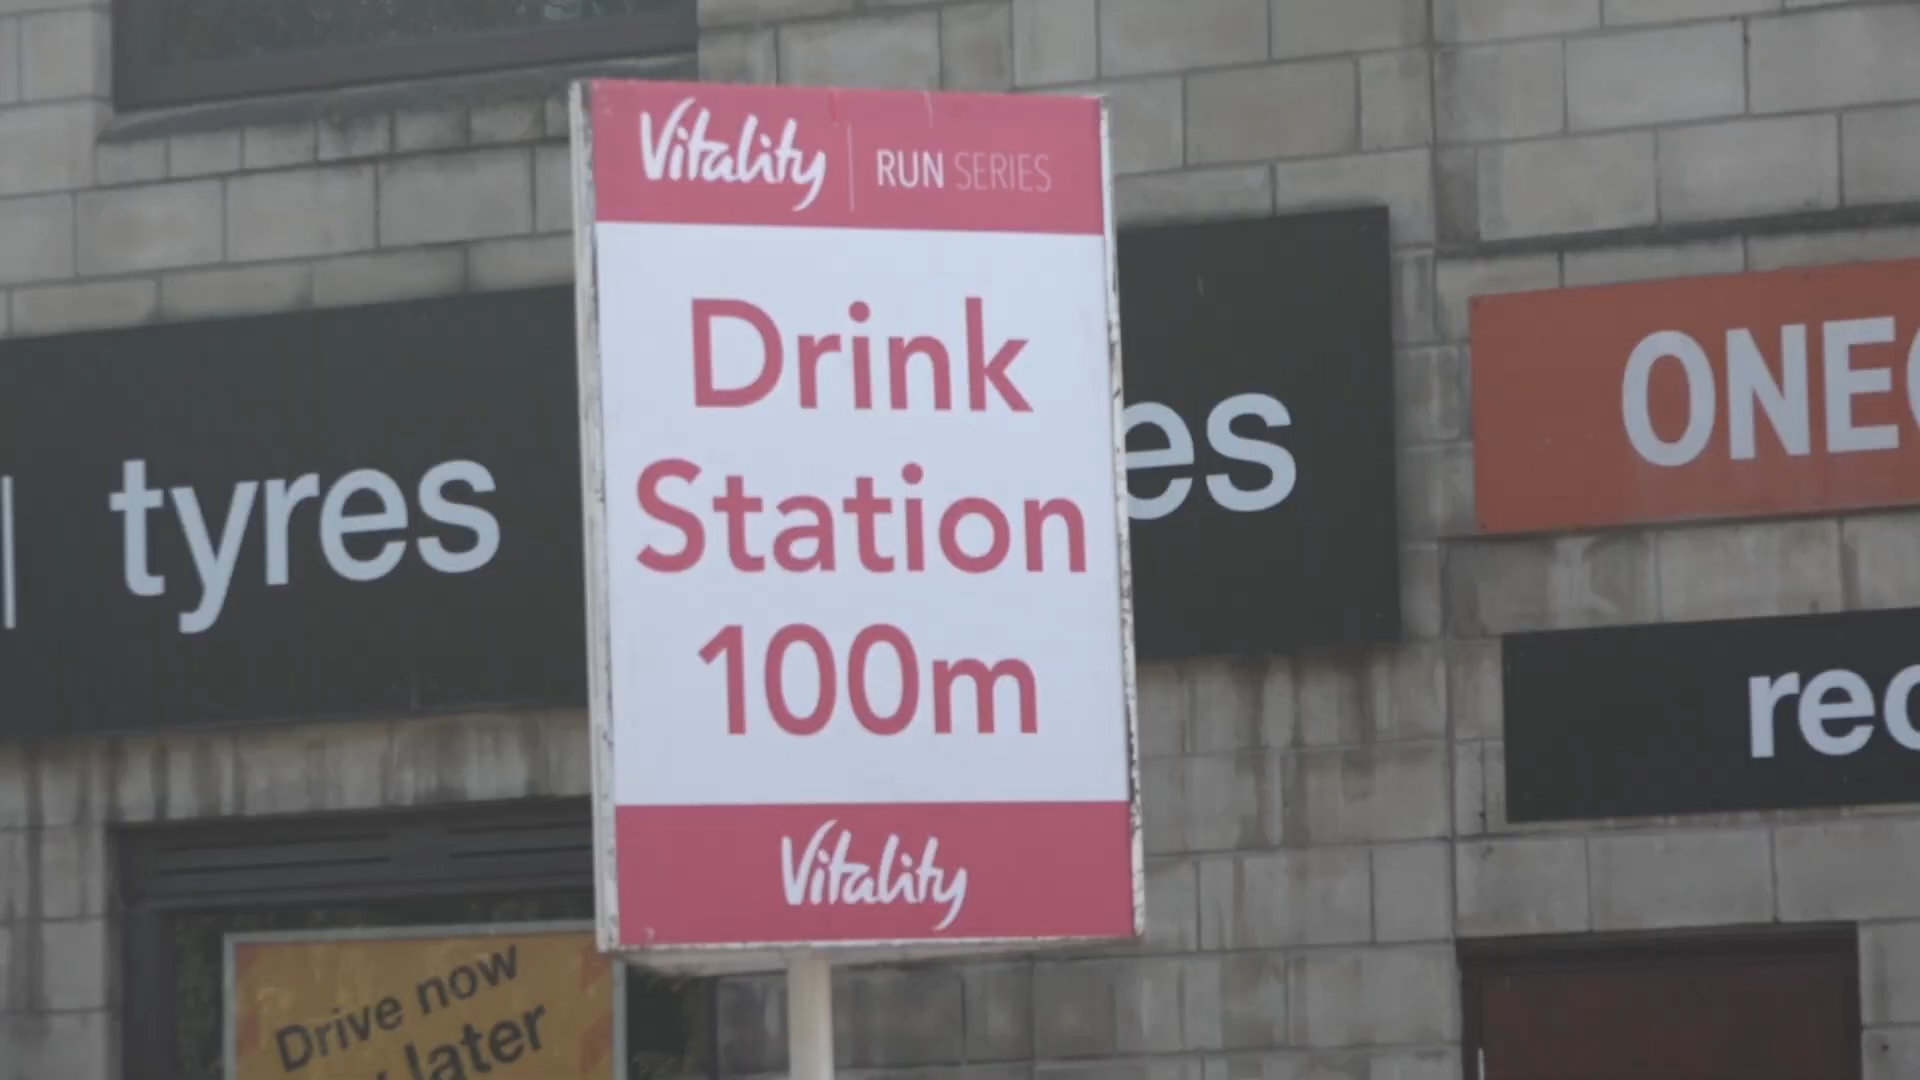 Vitality | RUN SERIES
Drink
Station
100m
Vitality
tyres
es
ONE
rec
Drive now
later